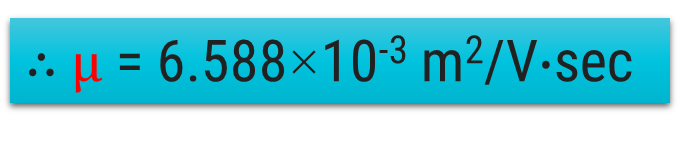 ∴ μ = 6.588×10⁻³ m²/V·sec